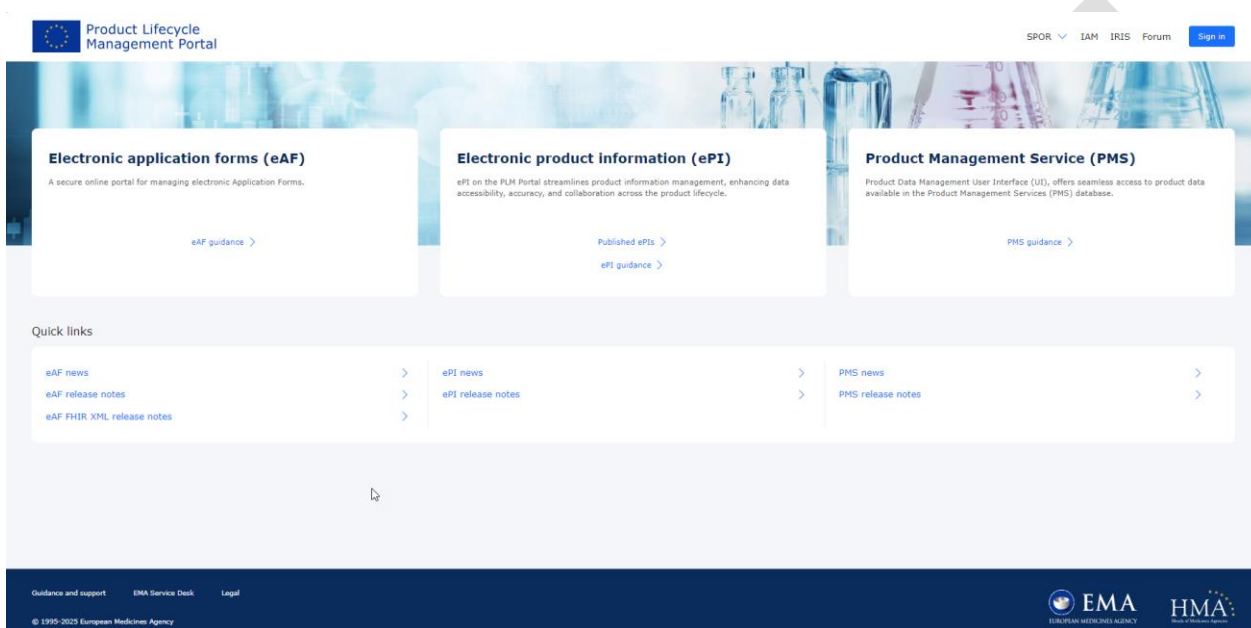 Product Lifecycle
Management Portal
SPOR IAM IRIS Forum Sign in
Electronic application forms (eAF)
A secure online portal for managing electronic Application Forms.
eAF guidance
Electronic product information (ePI)
ePI on the PLM Portal streamlines product information management, enhancing data
accessibility, accuracy, and collaboration across the product lifecycle.
Published ePIs
ePI guidance
Product Management Service (PMS)
Product Data Management User Interface (UI), offers seamless access to product data
available in the Product Management Services (PMS) database.
PMS guidance
Quick links
eAF news
eAF release notes
eAF FHIR XML release notes
ePI news
ePI release notes
PMS news
PMS release notes
Guidance and support EMA Service Desk Legal
© 1995-2025 European Medicines Agency
EMA
EUROPEAN MEDICINES AGENCY
HMA
Heads of Medicines Agencies